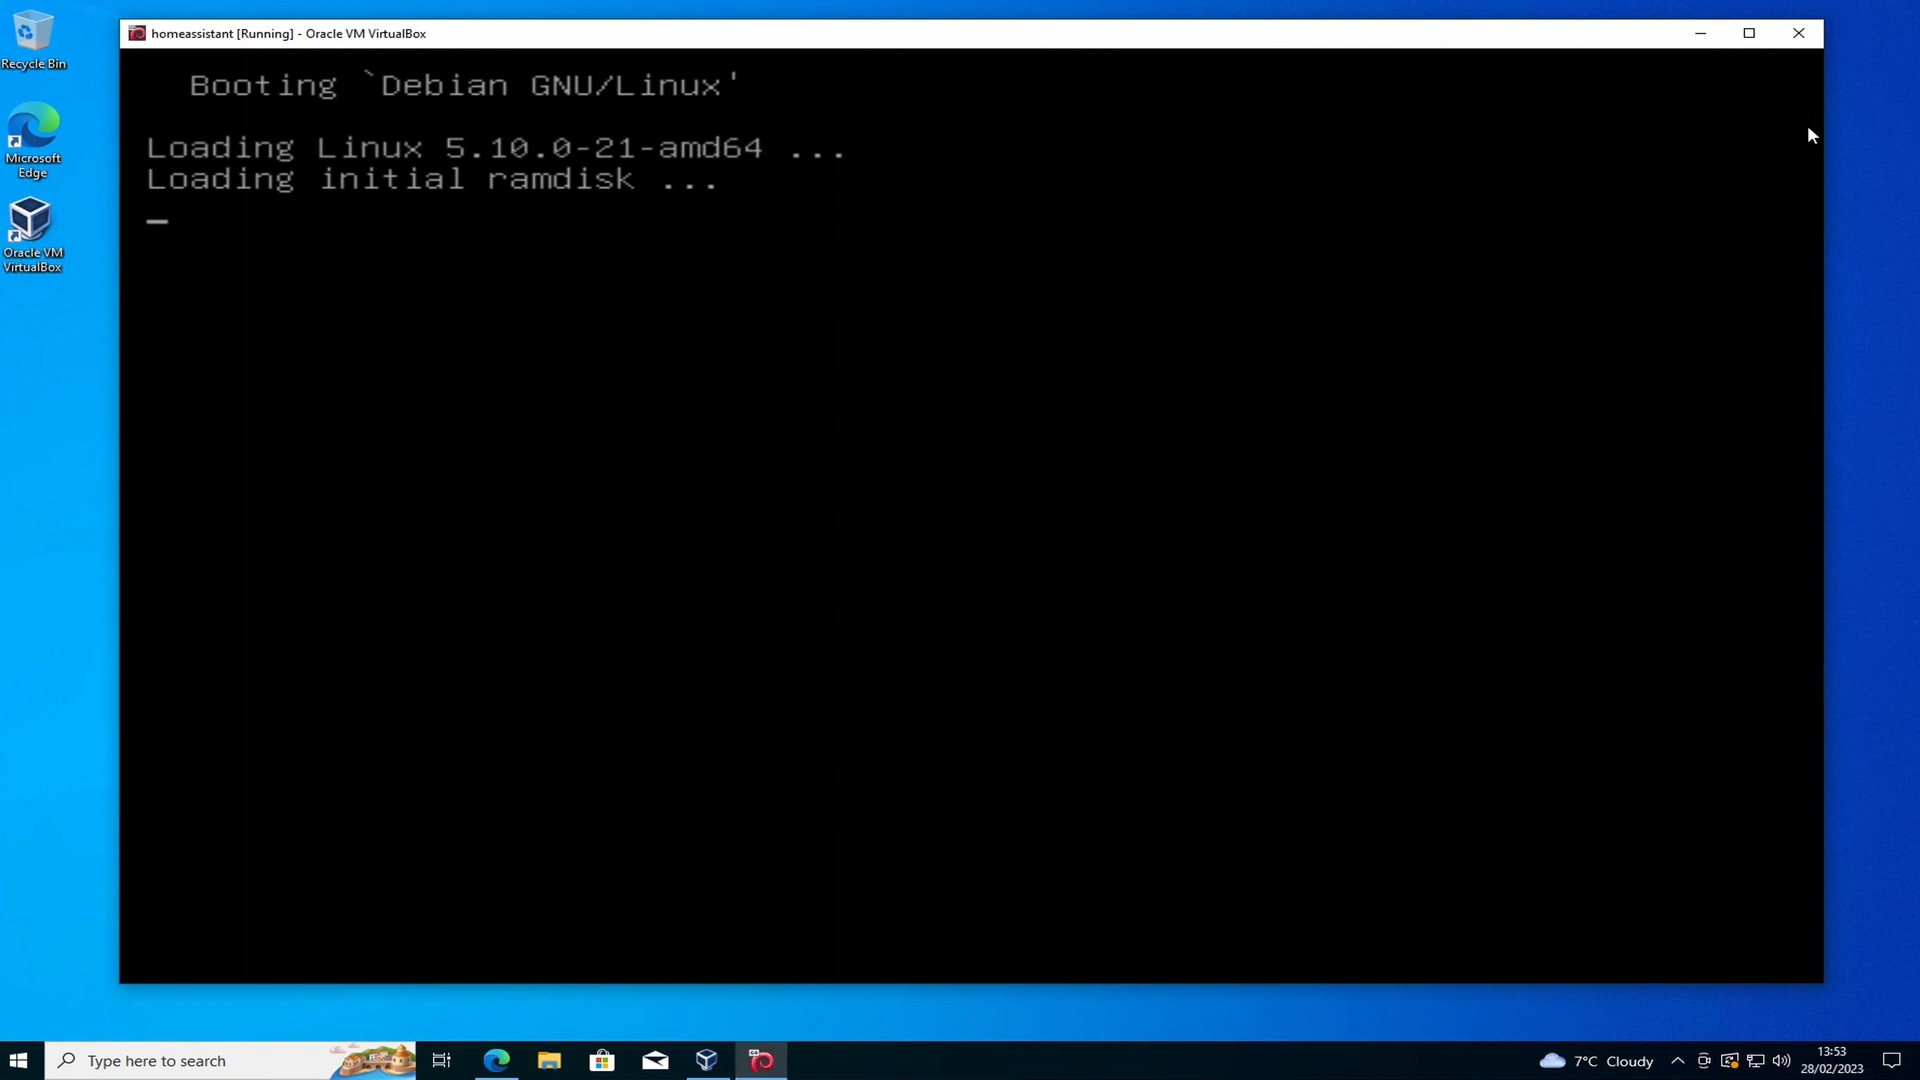 homeassistant [Running] - Oracle VM VirtualBox
Booting `Debian GNU/Linux'
Loading Linux 5.10.0-21-amd64 ...
Loading initial ramdisk ...
Recycle Bin
Microsoft
Edge
Oracle VM
VirtualBox
Type here to search
64
7°C Cloudy
13:53
28/02/2023